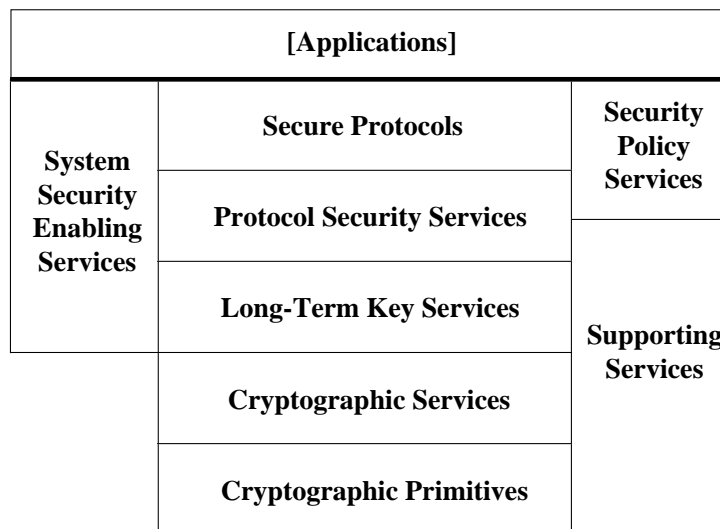 [Applications]
System
Security
Enabling
Services
Secure Protocols
Protocol Security Services
Long-Term Key Services
Cryptographic Services
Cryptographic Primitives
Security
Policy
Services
Supporting
Services